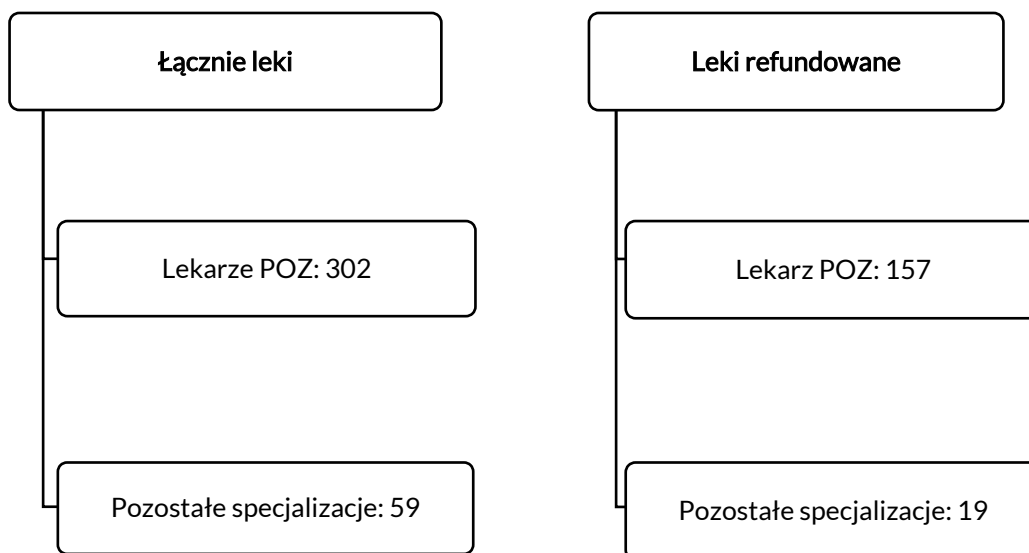 Łącznie leki
Lekarze POZ: 302
Pozostałe specjalizacje: 59
Leki refundowane
Lekarz POZ: 157
Pozostałe specjalizacje: 19